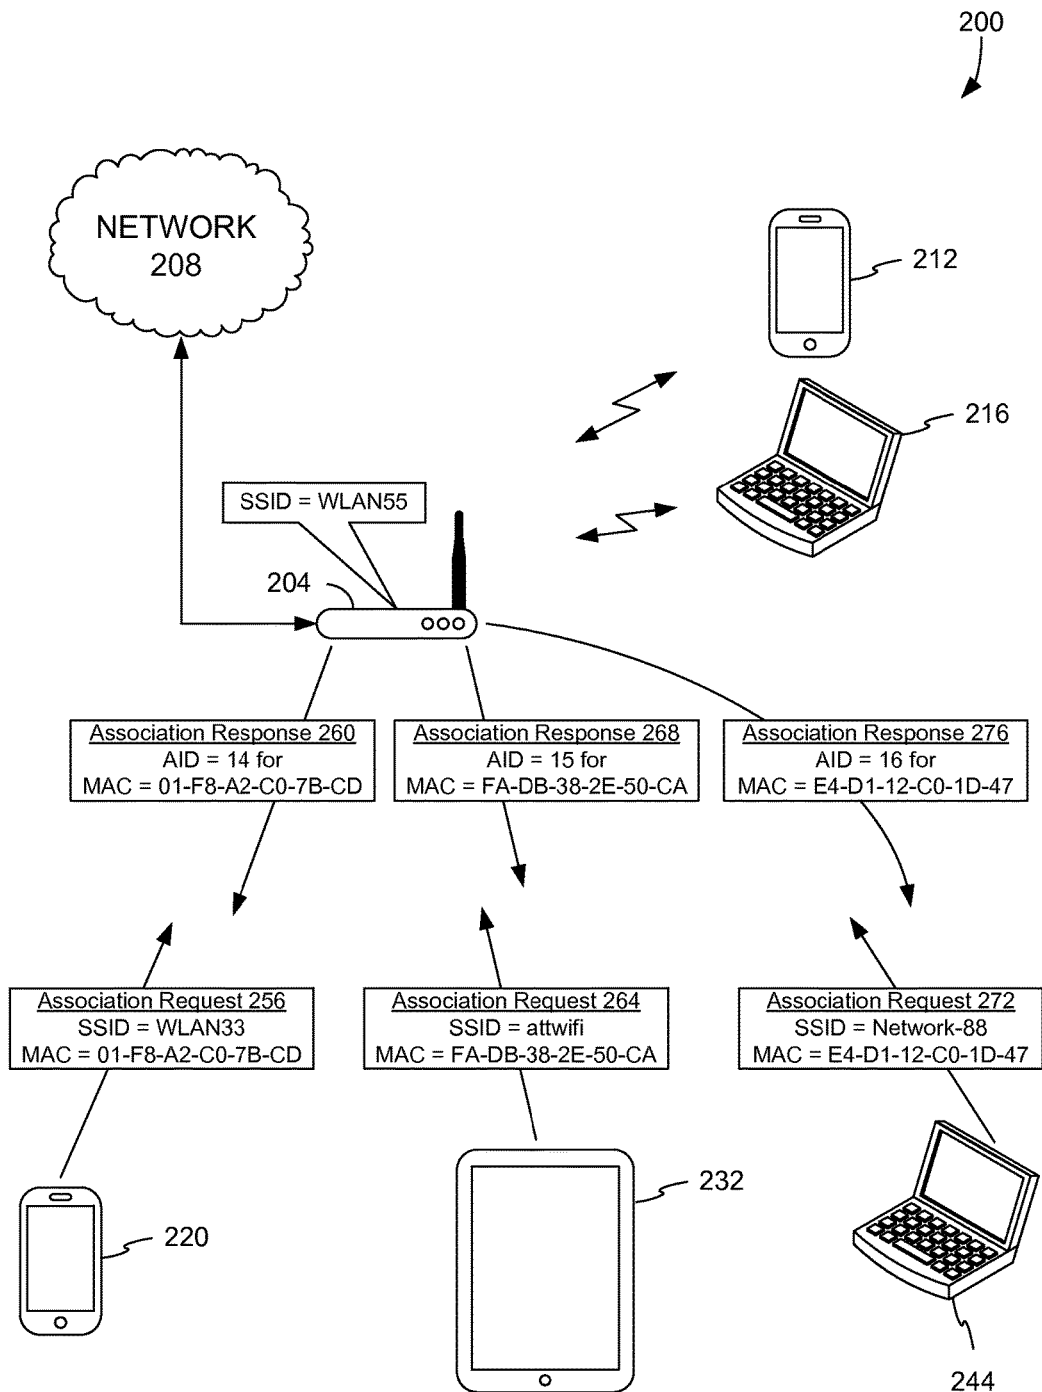 200
NETWORK
208
212
216
SSID = WLAN55
204
Association Response 260
AID = 14 for
MAC = 01-F8-A2-C0-7B-CD
Association Response 268
AID = 15 for
MAC = FA-DB-38-2E-50-CA
Association Response 276
AID = 16 for
MAC = E4-D1-12-C0-1D-47
Association Request 256
SSID = WLAN33
MAC = 01-F8-A2-C0-7B-CD
Association Request 264
SSID = attwifi
MAC = FA-DB-38-2E-50-CA
Association Request 272
SSID = Network-88
MAC = E4-D1-12-C0-1D-47
220
232
244